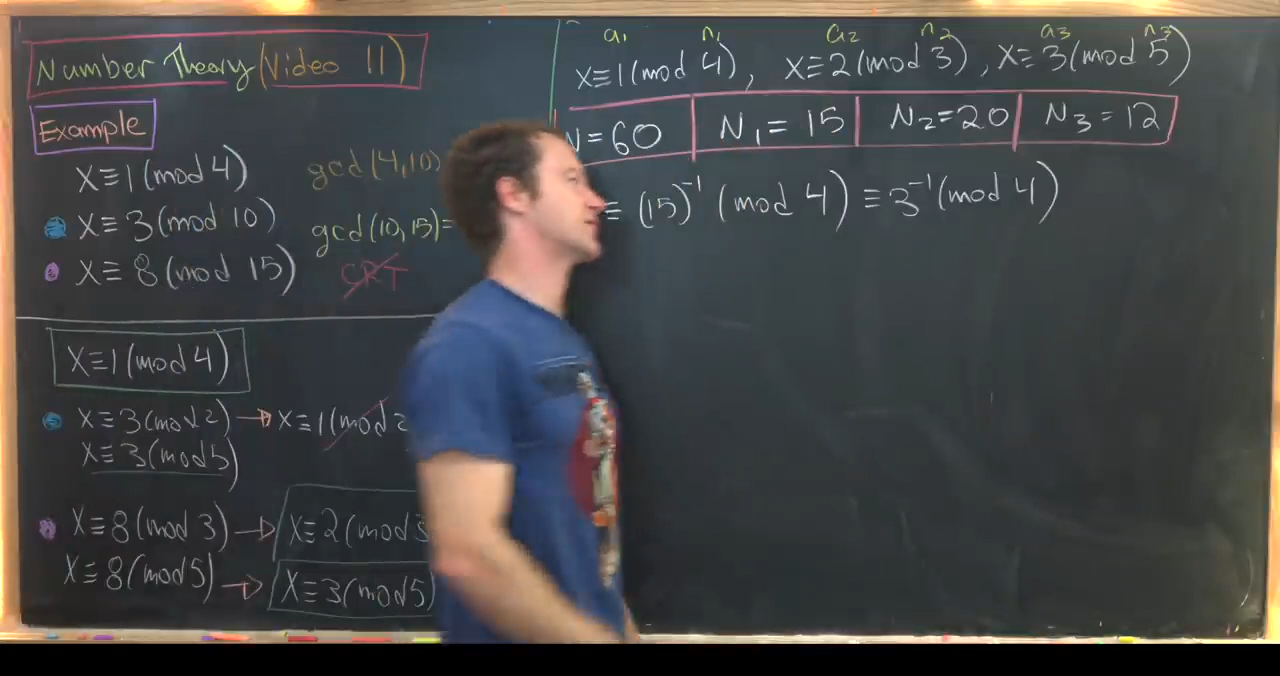 Number Theory (Video 11)
Example
x≡1(mod 4)
x≡3(mod 10)
x≡8(mod 15)
gcd(4,10)
gcd(10,15)=
CRT
x≡1(mod 4)
x≡3(mod 2) → x≡1(mod 2
x≡3(mod 5)
x≡8(mod 3) → x≡2(mod 3
x≡8(mod 5) → x≡3(mod 5)
a₁ n₁ a₂ n₂ a₃ n₃
x≡1(mod 4), x≡2(mod 3), x≡3(mod 5)
N=60 N₁=15 N₂=20 N₃=12
≡ (15)⁻¹ (mod 4) ≡ 3⁻¹ (mod 4)